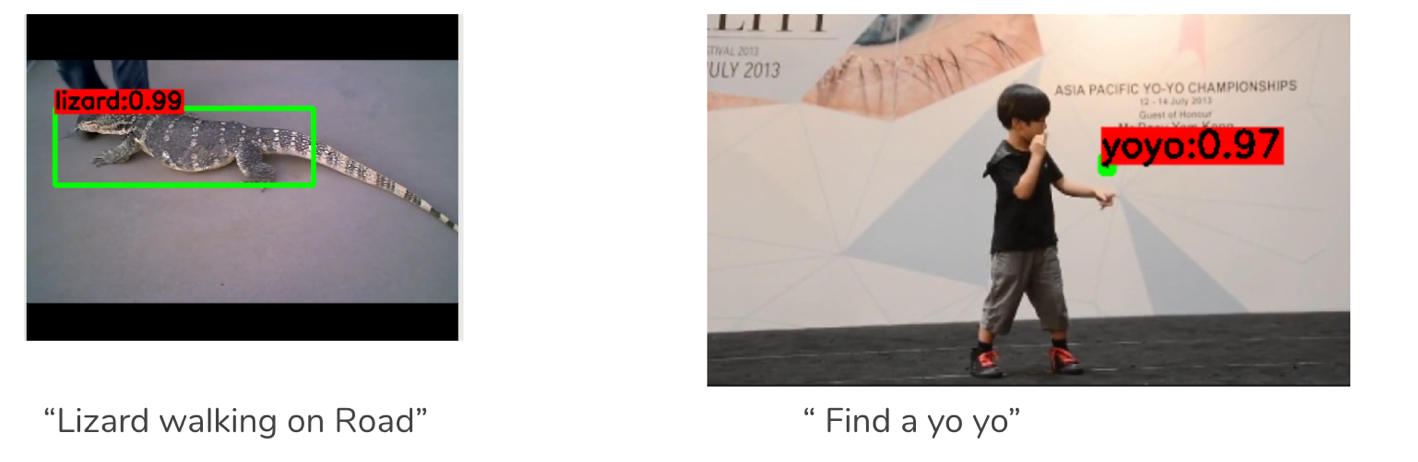 lizard:0.99
“Lizard walking on Road”
STIVAL 2013
JULY 2013
ASIA PACIFIC YO-YO CHAMPIONSHIPS
12 - 14 July 2013
Guest of Honour
yoyo:0.97
“ Find a yo yo”